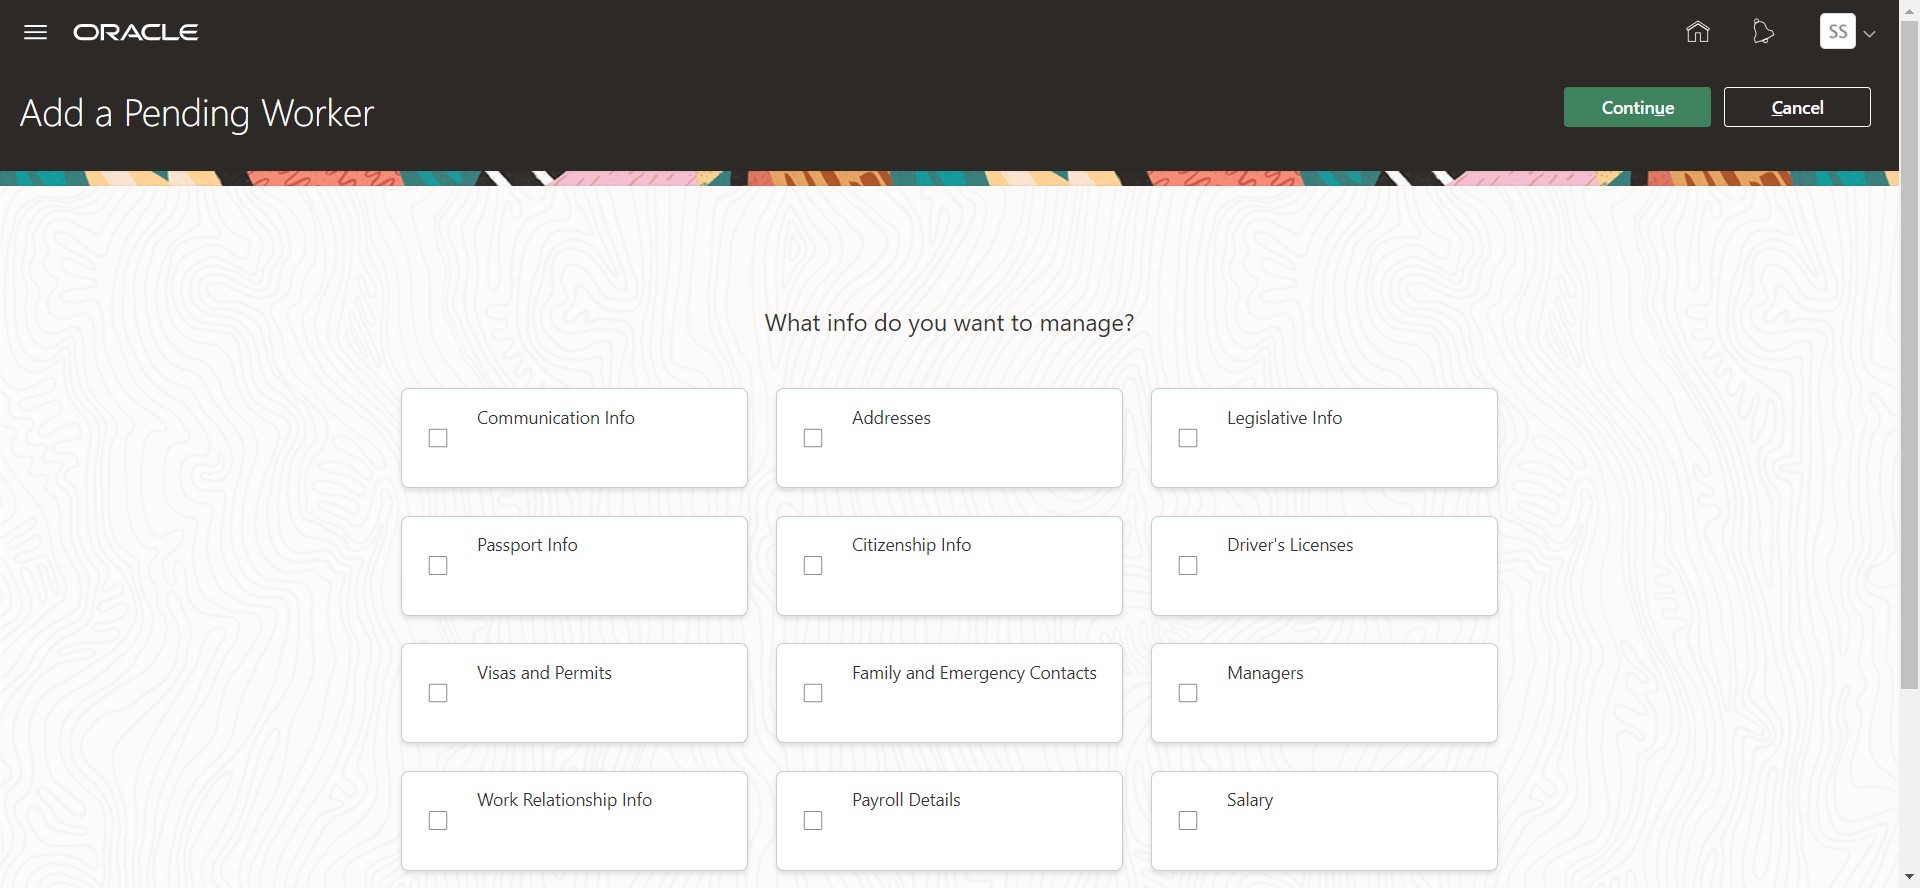 ORACLE
SS
Add a Pending Worker
Continue
Cancel
What info do you want to manage?
Communication Info
Addresses
Legislative Info
Passport Info
Citizenship Info
Driver's Licenses
Visas and Permits
Family and Emergency Contacts
Managers
Work Relationship Info
Payroll Details
Salary